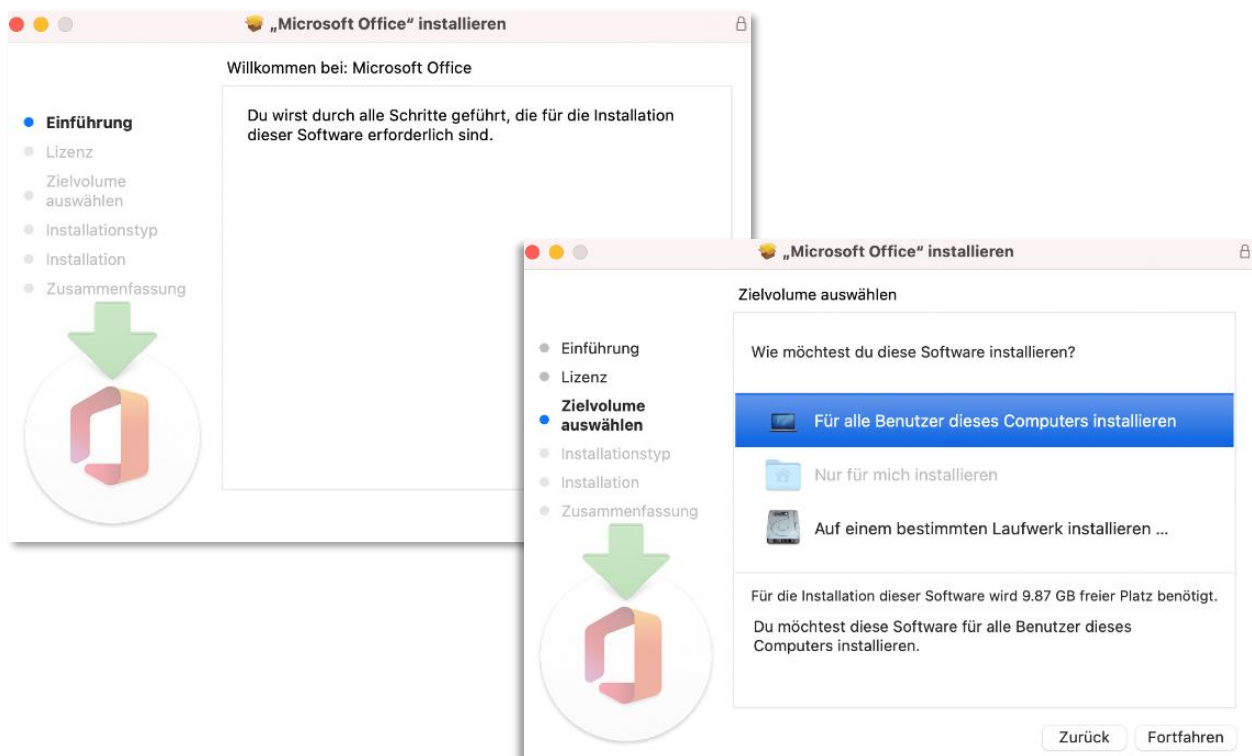 „Microsoft Office“ installieren
Willkommen bei: Microsoft Office
Einführung
Lizenz
Zielvolume
auswählen
Installationstyp
Installation
Zusammenfassung
Du wirst durch alle Schritte geführt, die für die Installation
dieser Software erforderlich sind.
„Microsoft Office“ installieren
Zielvolume auswählen
Einführung
Lizenz
Zielvolume
auswählen
Installationstyp
Installation
Zusammenfassung
Wie möchtest du diese Software installieren?
Für alle Benutzer dieses Computers installieren
Nur für mich installieren
Auf einem bestimmten Laufwerk installieren ...
Für die Installation dieser Software wird 9.87 GB freier Platz benötigt.
Du möchtest diese Software für alle Benutzer dieses
Computers installieren.
Zurück
Fortfahren